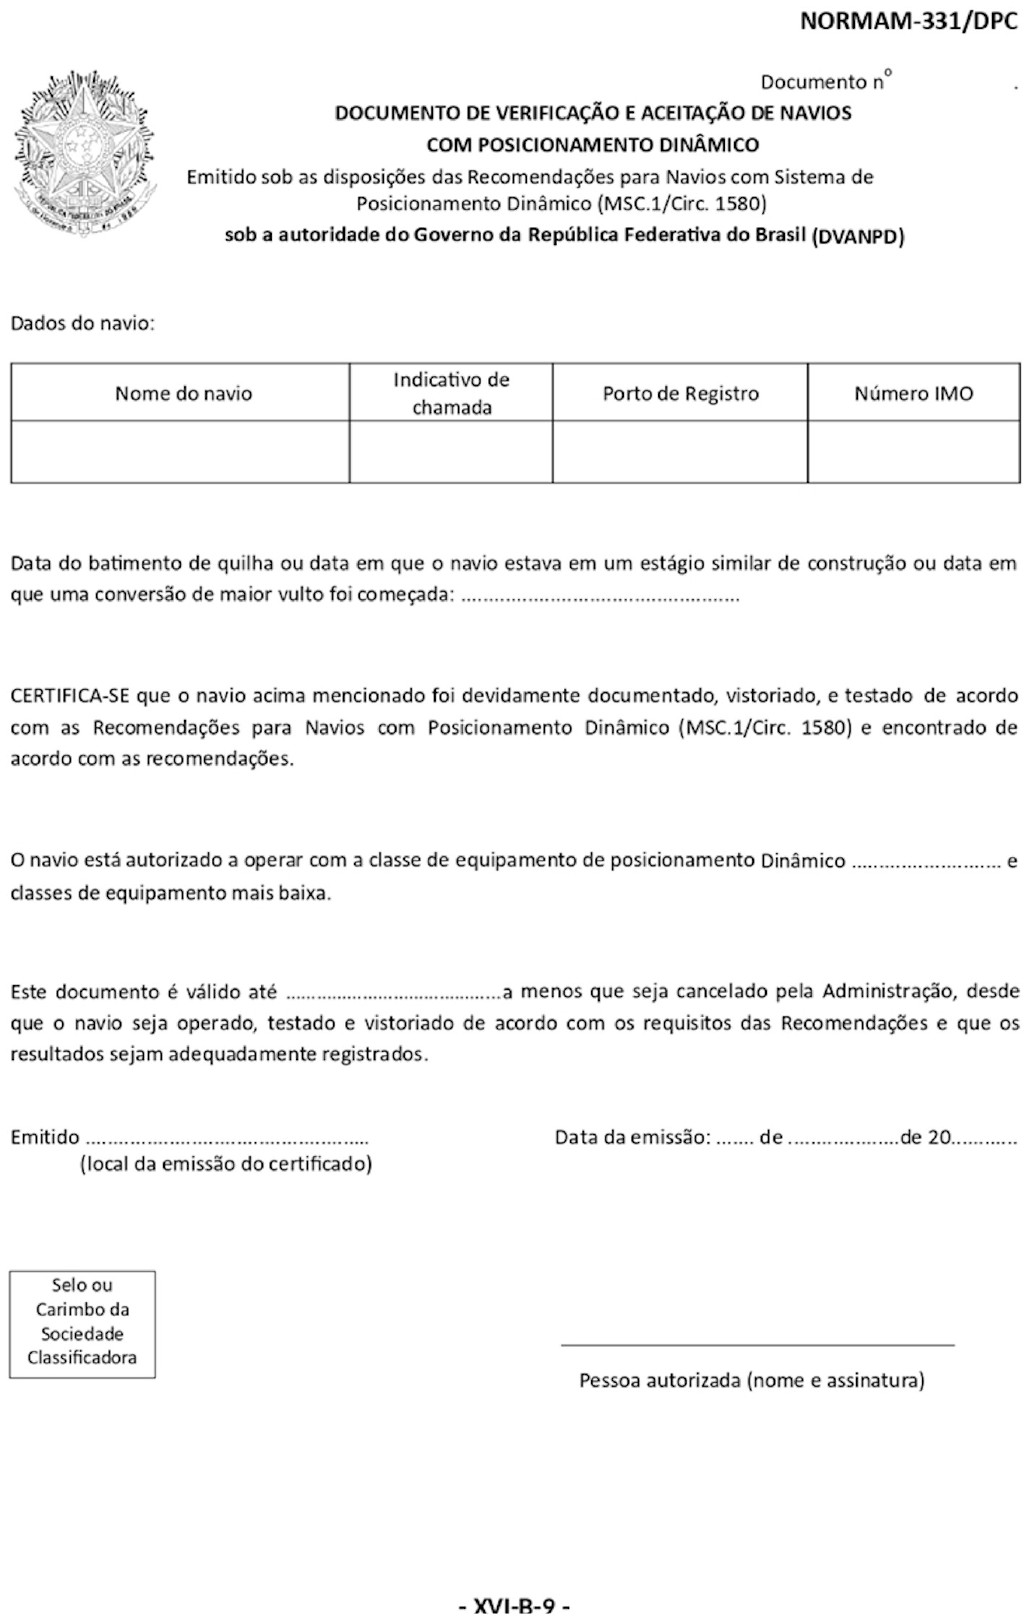 NORMAM-331/DPC
Documento nº .
DOCUMENTO DE VERIFICAÇÃO E ACEITAÇÃO DE NAVIOS
COM POSICIONAMENTO DINÂMICO
Emitido sob as disposições das Recomendações para Navios com Sistema de
Posicionamento Dinâmico (MSC.1/Circ. 1580)
sob a autoridade do Governo da República Federativa do Brasil (DVANPD)
Dados do navio:
Nome do navio Indicativo de chamada Porto de Registro Número IMO
Data do batimento de quilha ou data em que o navio estava em um estágio similar de construção ou data em
que uma conversão de maior vulto foi começada: ..................................................
CERTIFICA-SE que o navio acima mencionado foi devidamente documentado, vistoriado, e testado de acordo
com as Recomendações para Navios com Posicionamento Dinâmico (MSC.1/Circ. 1580) e encontrado de
acordo com as recomendações.
O navio está autorizado a operar com a classe de equipamento de posicionamento Dinâmico ........................... e
classes de equipamento mais baixa.
Este documento é válido até .......................................a menos que seja cancelado pela Administração, desde
que o navio seja operado, testado e vistoriado de acordo com os requisitos das Recomendações e que os
resultados sejam adequadamente registrados.
Emitido ................................................... Data da emissão: ....... de ....................de 20............
(local da emissão do certificado)
Selo ou
Carimbo da
Sociedade
Classificadora
Pessoa autorizada (nome e assinatura)
- XVI-B-9 -